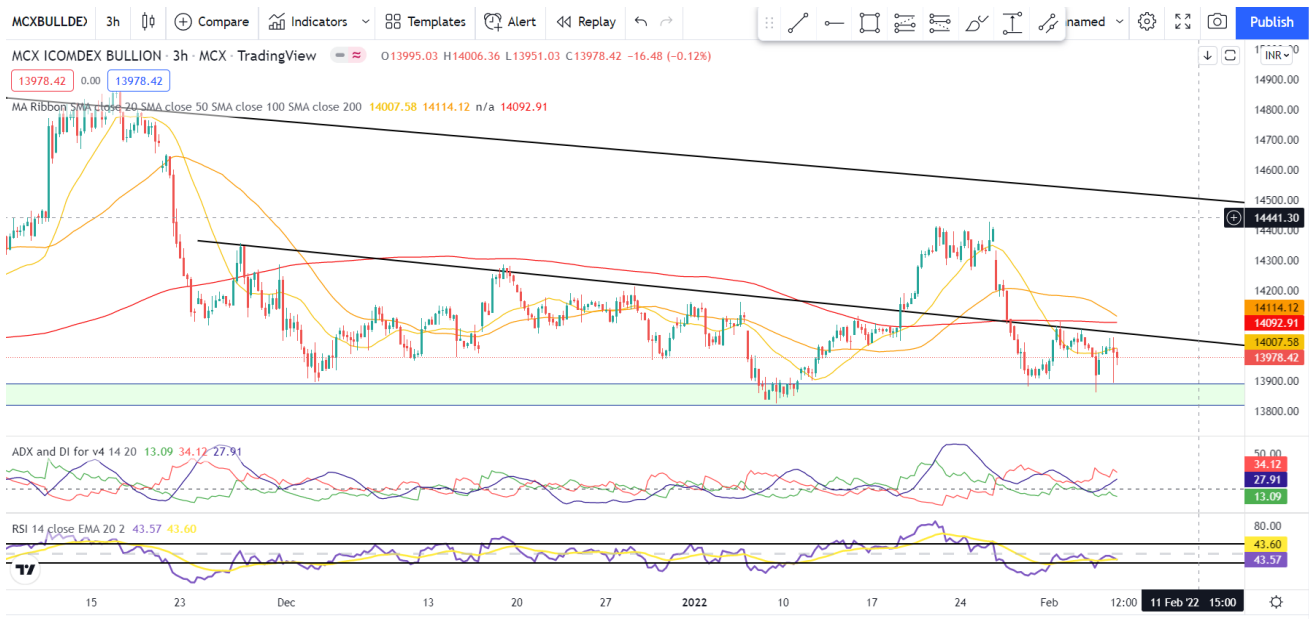 MCXBULLDEX 3h Compare Indicators Templates Alert Replay named Publish
MCX ICOMDEX BULLION · 3h · MCX · TradingView O13995.03 H14006.36 L13951.03 C13978.42 −16.48 (−0.12%)
INR
13978.42 0.00 13978.42
MA Ribbon SMA close 20 SMA close 50 SMA close 100 SMA close 200 14007.58 14114.12 n/a 14092.91
14900.00
14800.00
14700.00
14600.00
14500.00
14441.30
14400.00
14300.00
14200.00
14114.12
14092.91
14007.58
13978.42
13900.00
13800.00
ADX and DI for v4 14 20 13.09 34.12 27.91
50.00
34.12
27.91
13.09
RSI 14 close EMA 20 2 43.57 43.60
80.00
43.60
43.57
15 23 Dec 13 20 27 2022 10 17 24 Feb 12:00 11 Feb '22 15:00